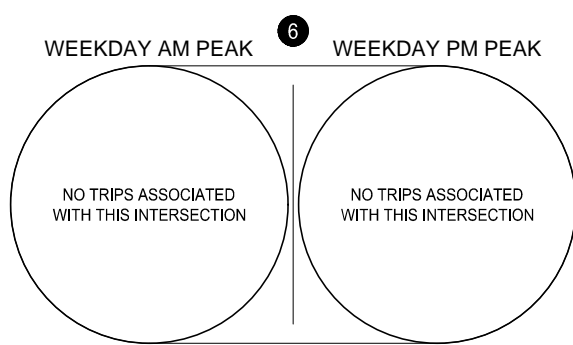 6
WEEKDAY AM PEAK
WEEKDAY PM PEAK
NO TRIPS ASSOCIATED
WITH THIS INTERSECTION
NO TRIPS ASSOCIATED
WITH THIS INTERSECTION